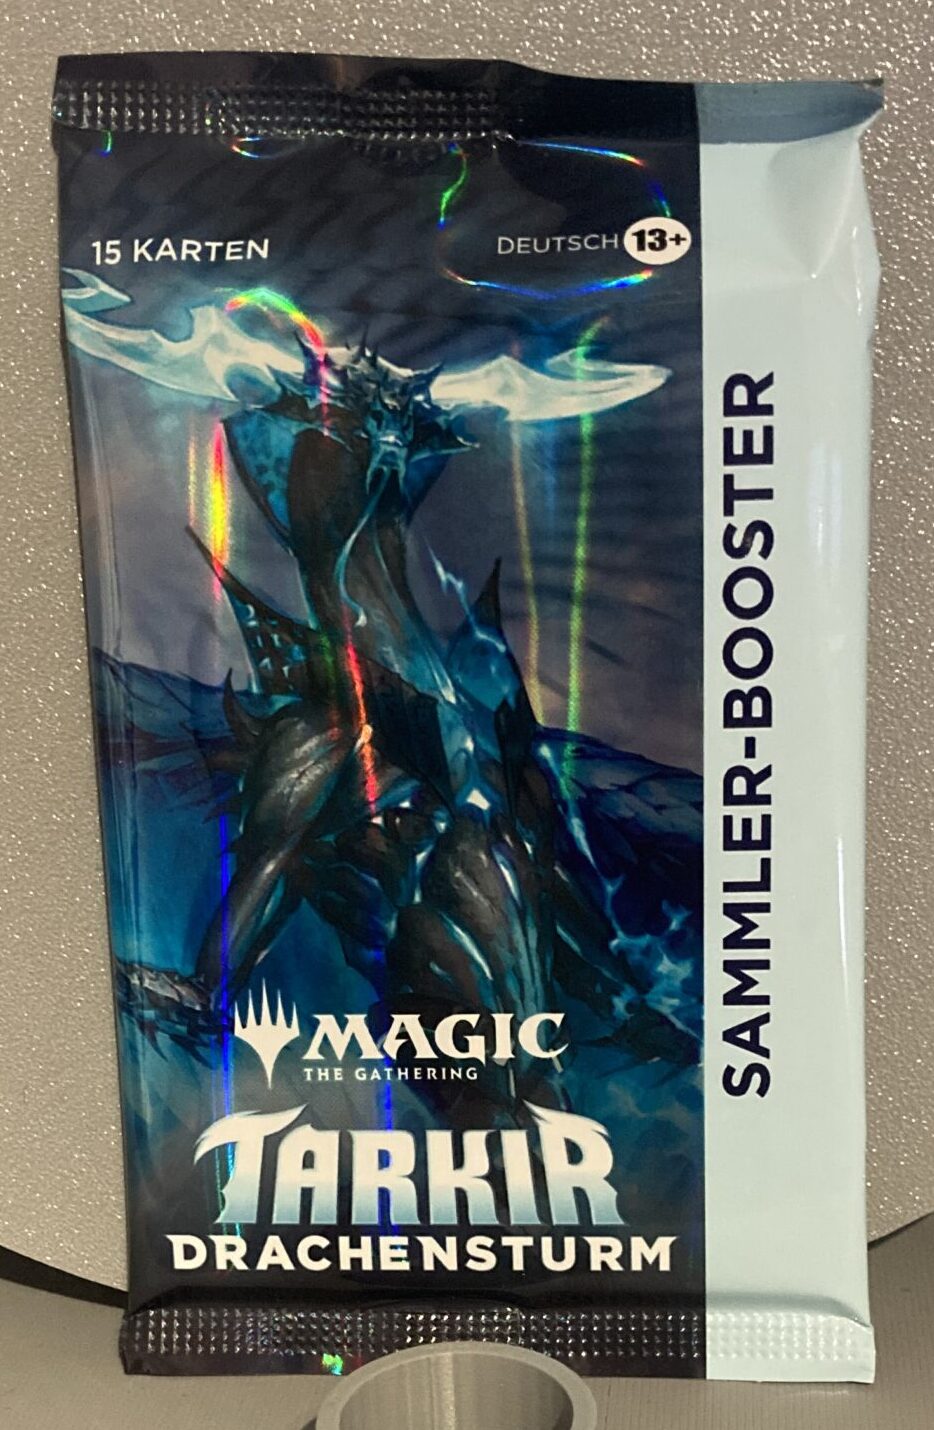 15 KARTEN
DEUTSCH 13+
SAMMLER-BOOSTER
MAGIC
THE GATHERING
TARKIR
DRACHENSTURM